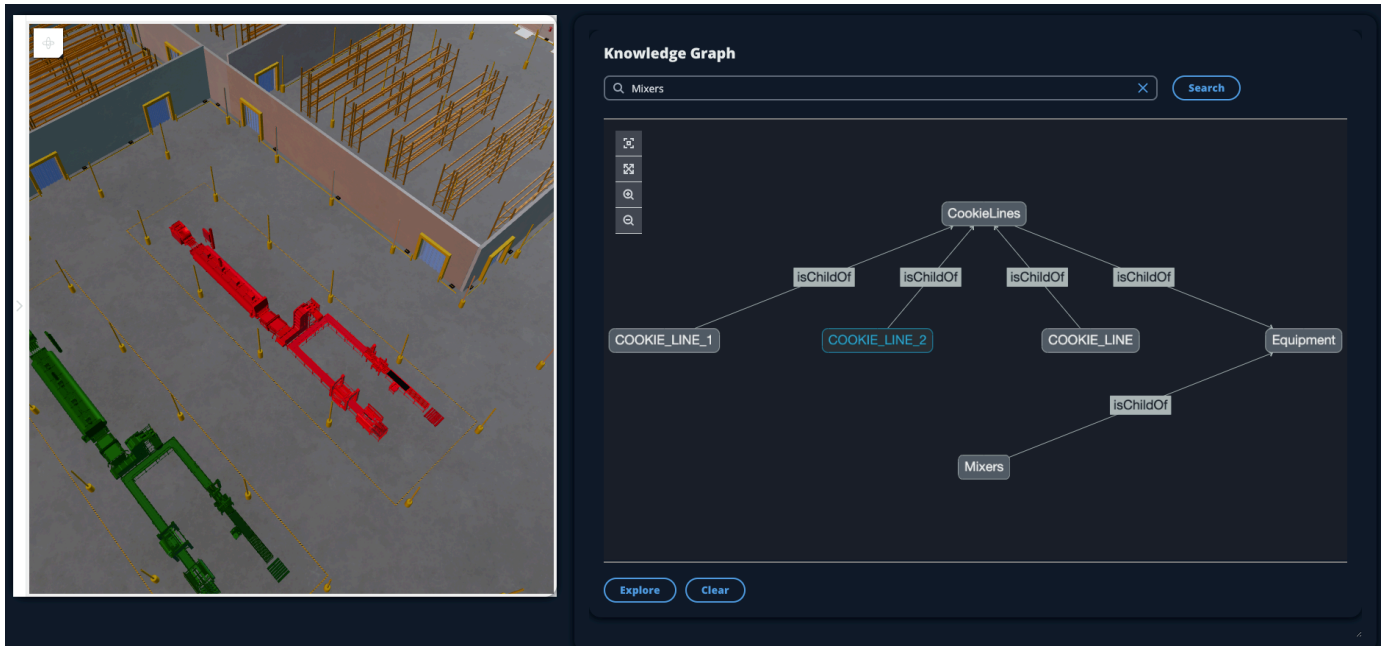 Knowledge Graph
Mixers
Search
CookieLines
isChildOf isChildOf isChildOf isChildOf
COOKIE_LINE_1 COOKIE_LINE_2 COOKIE_LINE Equipment
isChildOf
Mixers
Explore Clear